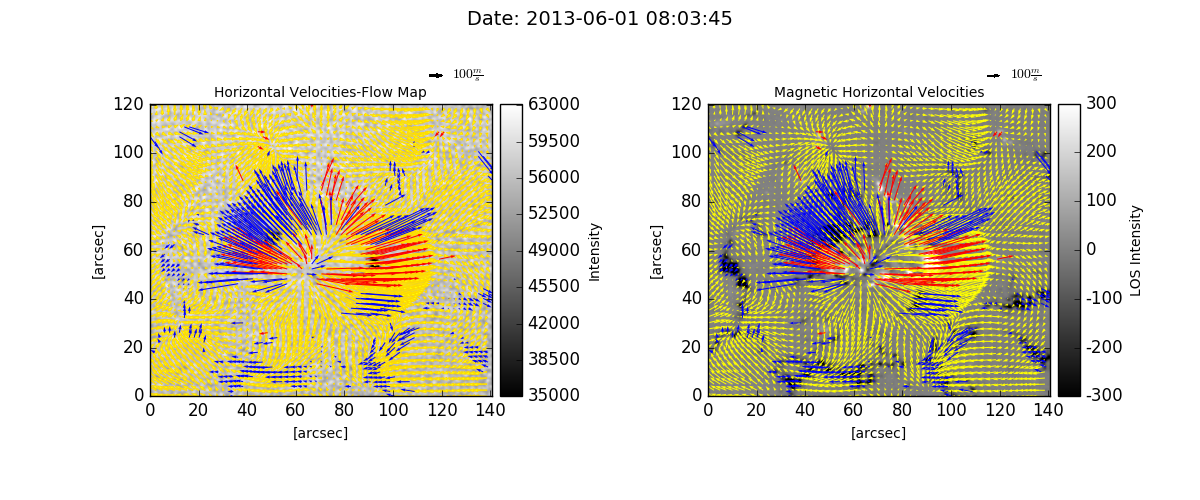 Date: 2013-06-01 08:03:45
100 m/s
100 m/s
Horizontal Velocities-Flow Map
Magnetic Horizontal Velocities
120
100
80
60
40
20
0
[arcsec]
0 20 40 60 80 100 120 140
[arcsec]
63000
59500
56000
52500
49000
45500
42000
38500
35000
Intensity
120
100
80
60
40
20
0
[arcsec]
0 20 40 60 80 100 120 140
[arcsec]
300
200
100
0
-100
-200
-300
LOS Intensity